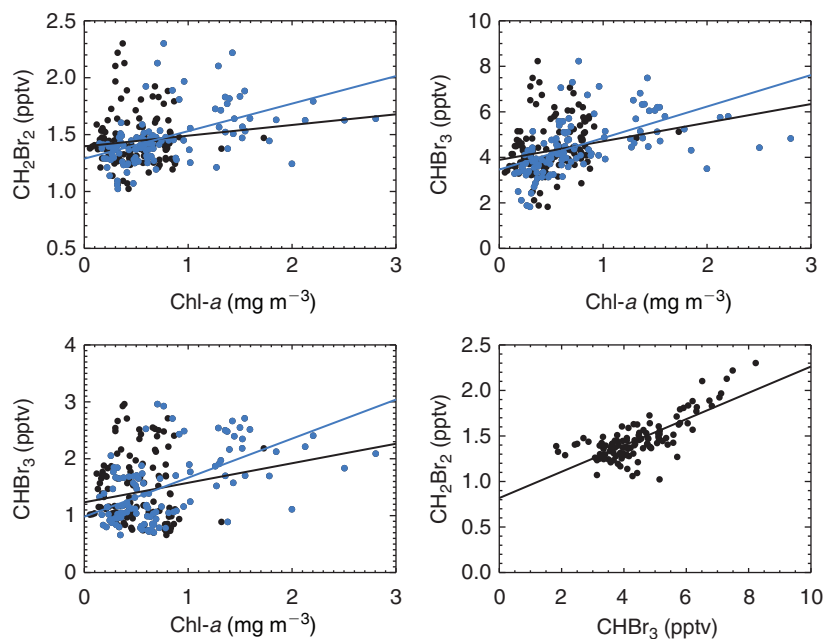 2.5
2.0
1.5
1.0
0.5
CH₂Br₂ (pptv)
0 1 2 3
Chl-a (mg m⁻³)
10
8
6
4
2
0
CHBr₃ (pptv)
0 1 2 3
Chl-a (mg m⁻³)
4
3
2
1
0
CHBr₃ (pptv)
0 1 2 3
Chl-a (mg m⁻³)
2.5
2.0
1.5
1.0
0.5
0.0
CH₂Br₂ (pptv)
0 2 4 6 8 10
CHBr₃ (pptv)